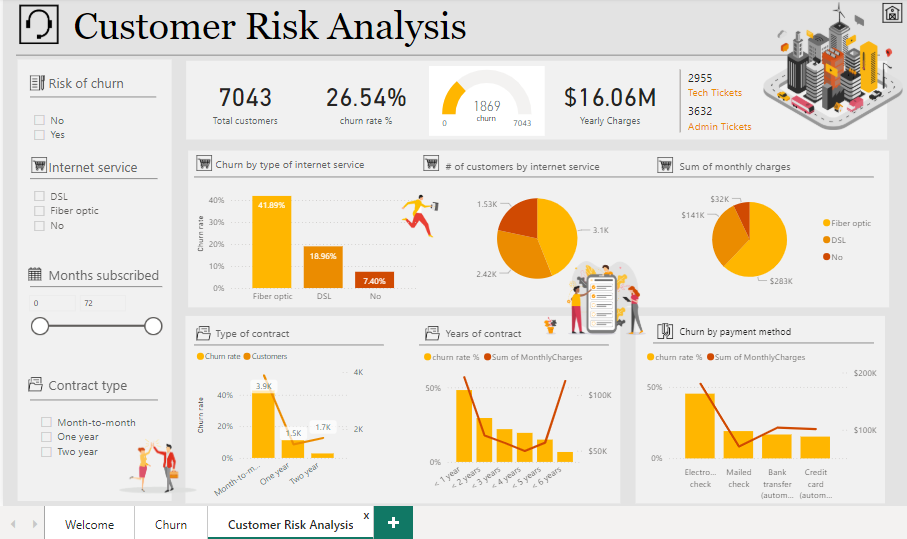 Customer Risk Analysis
Risk of churn
No
Yes
Internet service
DSL
Fiber optic
No
Months subscribed
0
72
Contract type
Month-to-month
One year
Two year
7043
Total customers
26.54%
churn rate %
1869
churn
0
7043
$16.06M
Yearly Charges
2955
Tech Tickets
3632
Admin Tickets
Churn by type of internet service
Churn rate
40%
30%
20%
10%
0%
41.89%
18.96%
7.40%
Fiber optic
DSL
No
# of customers by internet service
1.53K
3.1K
2.42K
Sum of monthly charges
$32K
$141K
$283K
Fiber optic
DSL
No
Type of contract
Churn rate
Customers
Churn rate
40%
20%
0%
4K
2K
3.9K
1.5K
1.7K
Month-to-m...
One year
Two year
Years of contract
churn rate %
Sum of MonthlyCharges
50%
0%
$100K
$50K
< 1 year
< 2 years
< 3 years
< 4 years
< 5 years
< 6 years
Churn by payment method
churn rate %
Sum of MonthlyCharges
50%
0%
$200K
$100K
Electro...
check
Mailed
check
Bank
transfer
(autom...
Credit
card
(autom...
Welcome
Churn
Customer Risk Analysis
x
+